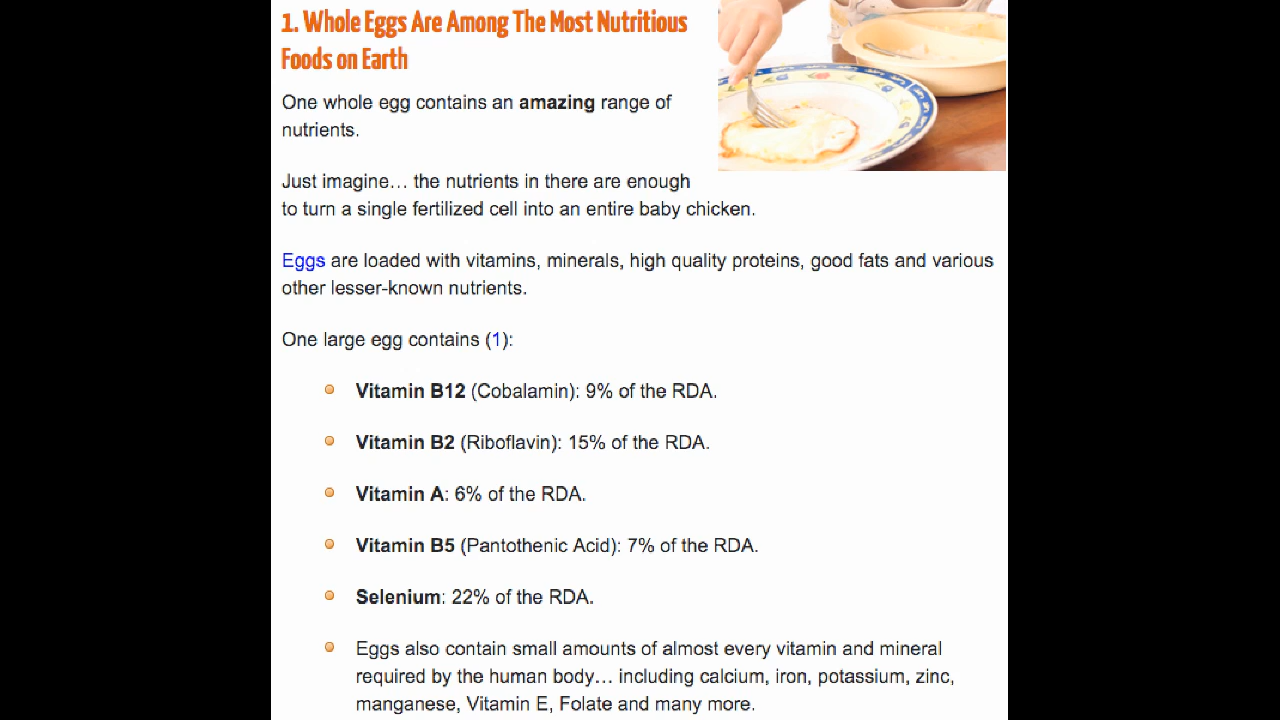 1. Whole Eggs Are Among The Most Nutritious
Foods on Earth
One whole egg contains an amazing range of
nutrients.
Just imagine… the nutrients in there are enough
to turn a single fertilized cell into an entire baby chicken.
Eggs are loaded with vitamins, minerals, high quality proteins, good fats and various
other lesser-known nutrients.
One large egg contains (1):
Vitamin B12 (Cobalamin): 9% of the RDA.
Vitamin B2 (Riboflavin): 15% of the RDA.
Vitamin A: 6% of the RDA.
Vitamin B5 (Pantothenic Acid): 7% of the RDA.
Selenium: 22% of the RDA.
Eggs also contain small amounts of almost every vitamin and mineral
required by the human body… including calcium, iron, potassium, zinc,
manganese, Vitamin E, Folate and many more.